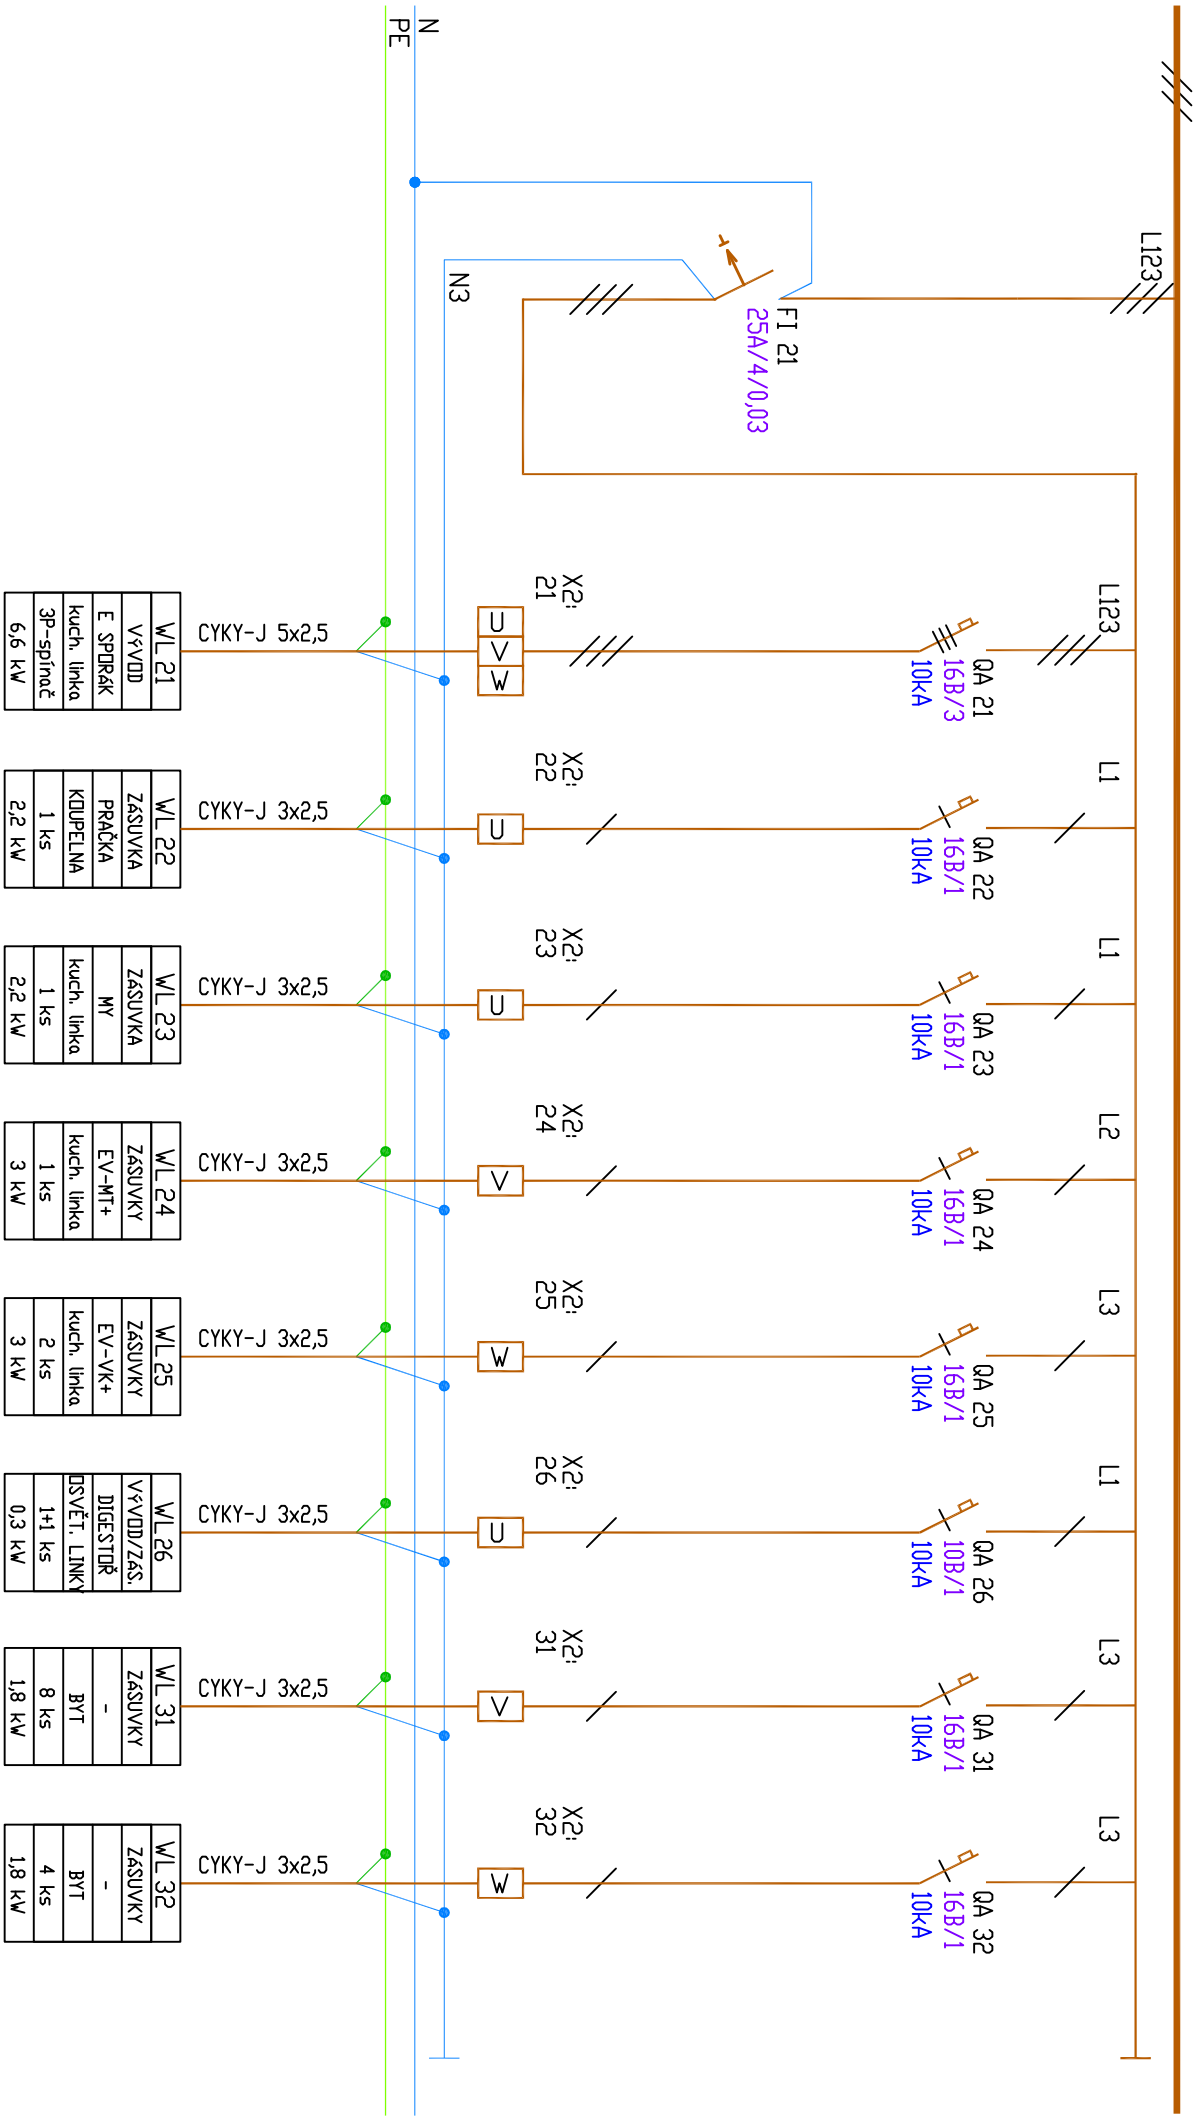 L123
FI 21
25A/4/0,03
N3
N
PE
L123
QA 21
16B/3
10kA
X2:
21
U
V
W
CYKY-J 5x2,5
WL 21
VÝVOD
E SPORÁK
kuch. linka
3P-spínač
6,6 kW
L1
QA 22
16B/1
10kA
X2:
22
U
CYKY-J 3x2,5
WL 22
ZÁSUVKA
PRAČKA
KOUPELNA
1 ks
2,2 kW
L1
QA 23
16B/1
10kA
X2:
23
U
CYKY-J 3x2,5
WL 23
ZÁSUVKA
MY
kuch. linka
1 ks
2,2 kW
L2
QA 24
16B/1
10kA
X2:
24
V
CYKY-J 3x2,5
WL 24
ZÁSUVKY
EV-MT+
kuch. linka
1 ks
3 kW
L3
QA 25
16B/1
10kA
X2:
25
W
CYKY-J 3x2,5
WL 25
ZÁSUVKY
EV-VK+
kuch. linka
2 ks
3 kW
L1
QA 26
10B/1
10kA
X2:
26
U
CYKY-J 3x2,5
WL 26
VÝVOD/ZÁS.
DIGESTOŘ
OSVĚT. LINKY
1+1 ks
0,3 kW
L3
QA 31
16B/1
10kA
X2:
31
V
CYKY-J 3x2,5
WL 31
ZÁSUVKY
-
BYT
8 ks
1,8 kW
L3
QA 32
16B/1
10kA
X2:
32
W
CYKY-J 3x2,5
WL 32
ZÁSUVKY
-
BYT
4 ks
1,8 kW